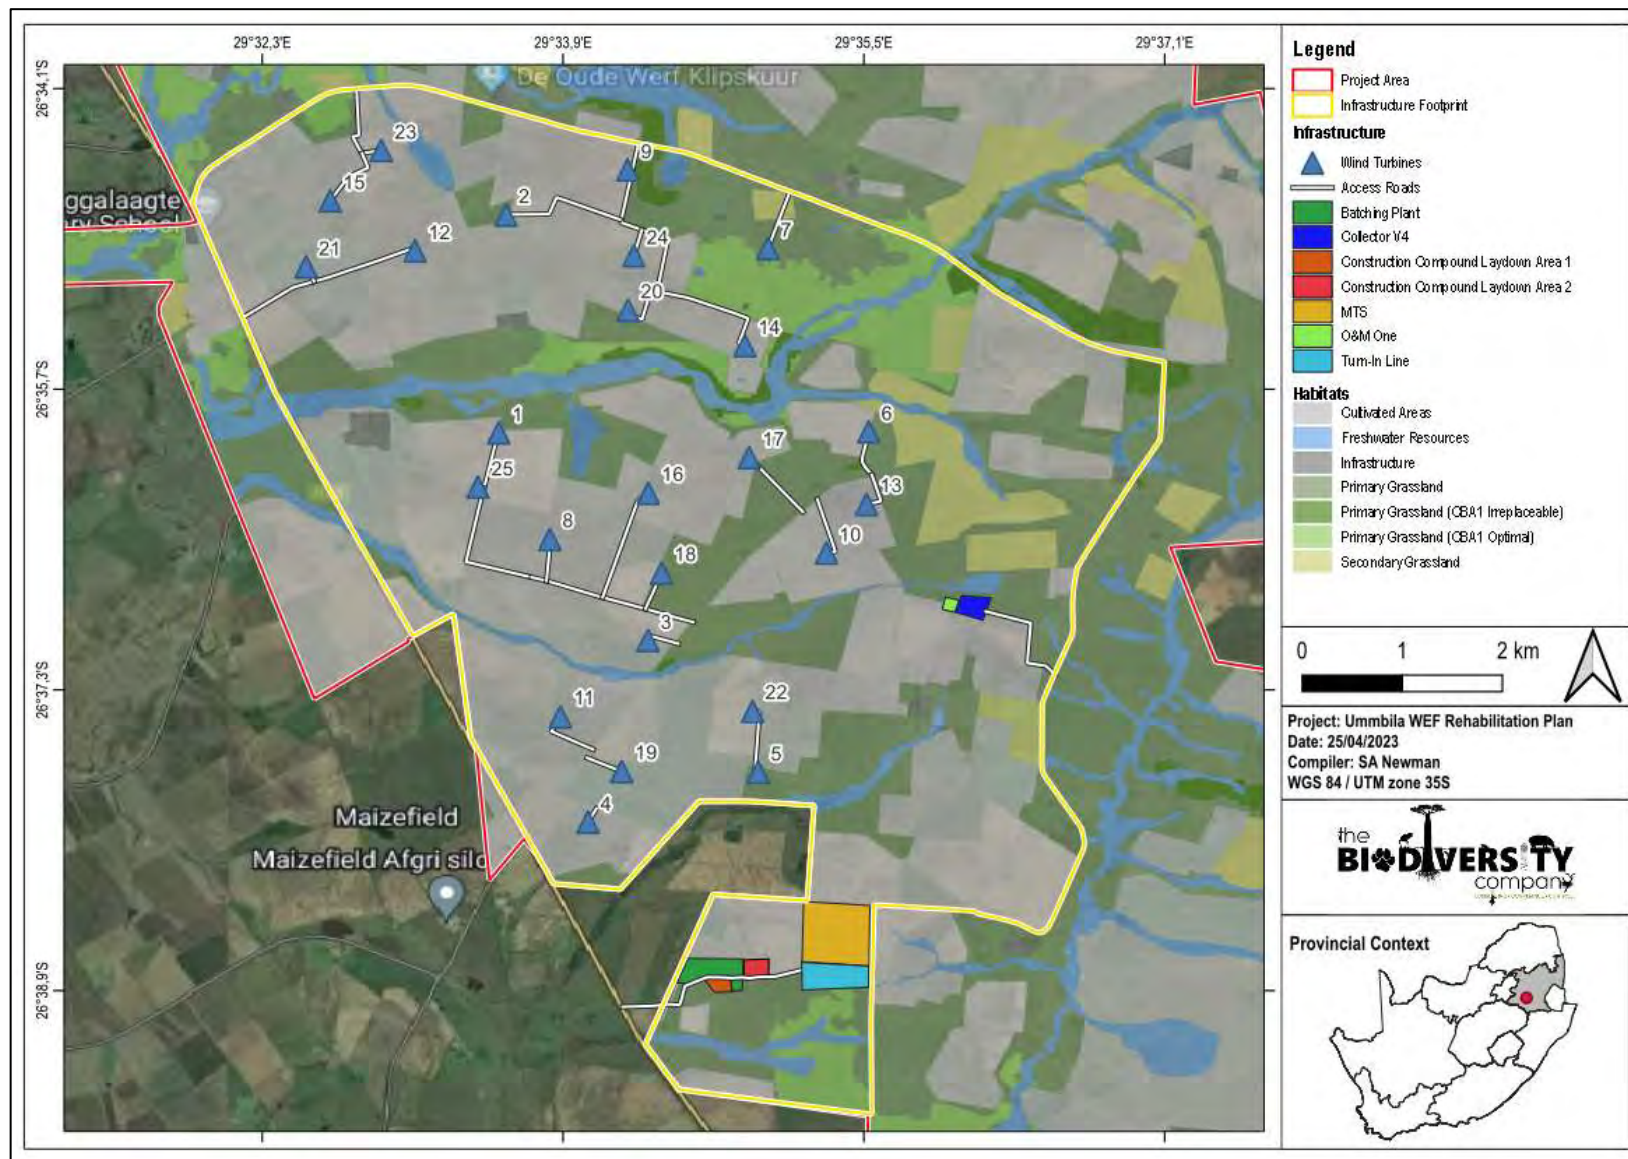 29°32,3'E
29°33,9'E
29°35,5'E
29°37,1'E
26°34,1'S
26°35,7'S
26°37,3'S
26°38,9'S
De Oude Werf Klipskuur
ggalaagte
ry School
23
9
15
2
7
12
24
21
20
14
1
6
17
25
16
13
8
10
18
3
11
22
19
5
4
Maizefield
Maizefield Afgri silo
Legend
Project Area
Infrastructure Footprint
Infrastructure
Wind Turbines
Access Roads
Batching Plant
Collector V4
Construction Compound Laydown Area 1
Construction Compound Laydown Area 2
MTS
O&M One
Turn-In Line
Habitats
Cultivated Areas
Freshwater Resources
Infrastructure
Primary Grassland
Primary Grassland (CBA1 Irreplaceable)
Primary Grassland (CBA1 Optimal)
Secondary Grassland
0 1 2 km
Project: Ummbila WEF Rehabilitation Plan
Date: 25/04/2023
Compiler: SA Newman
WGS 84 / UTM zone 35S
the
BIODIVERSITY
company
Provincial Context